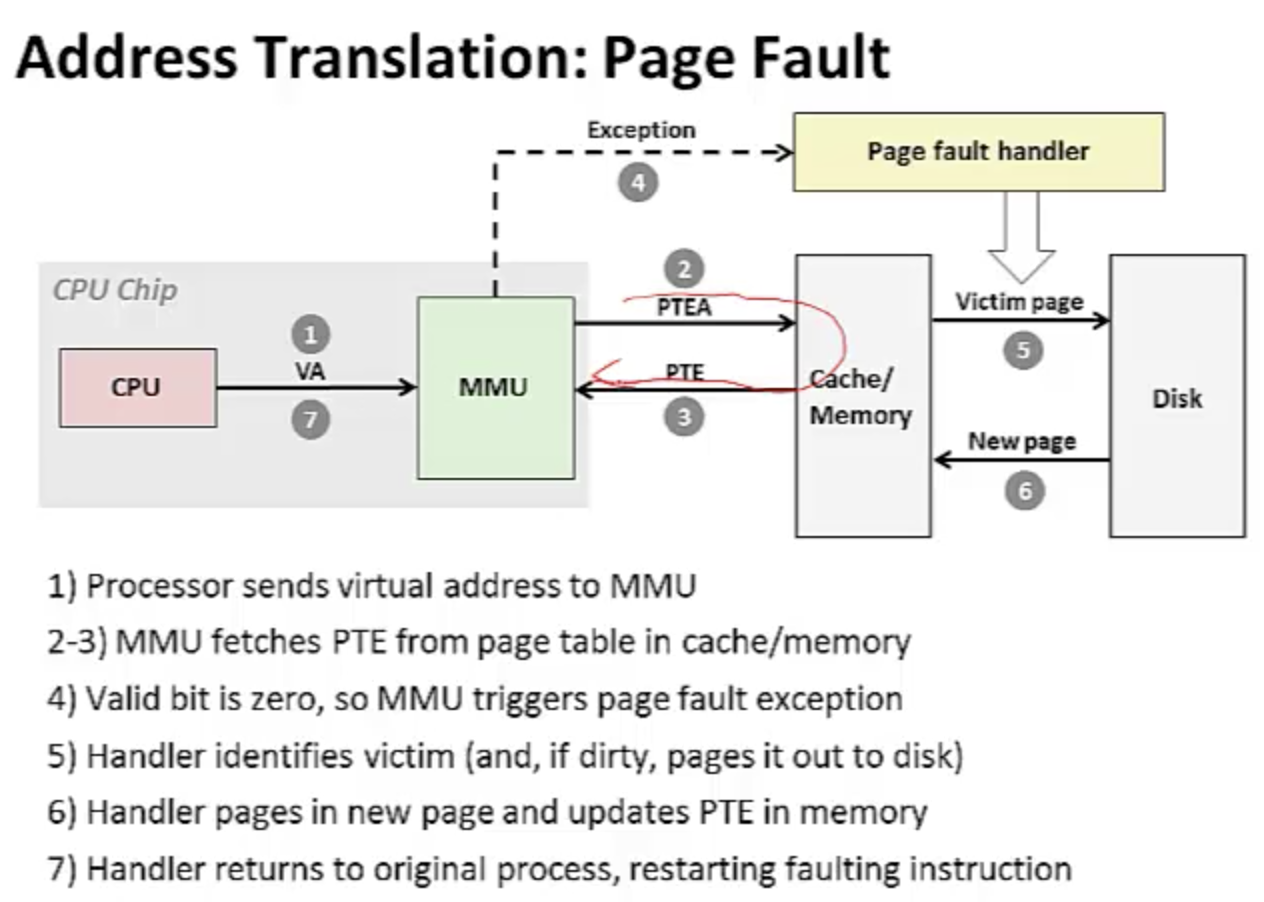 Address Translation: Page Fault
Exception
Page fault handler
4
CPU Chip
2
PTEA
Victim page
1
VA
5
CPU
MMU
PTE
Cache/
Memory
Disk
7
3
New page
6
1) Processor sends virtual address to MMU
2-3) MMU fetches PTE from page table in cache/memory
4) Valid bit is zero, so MMU triggers page fault exception
5) Handler identifies victim (and, if dirty, pages it out to disk)
6) Handler pages in new page and updates PTE in memory
7) Handler returns to original process, restarting faulting instruction